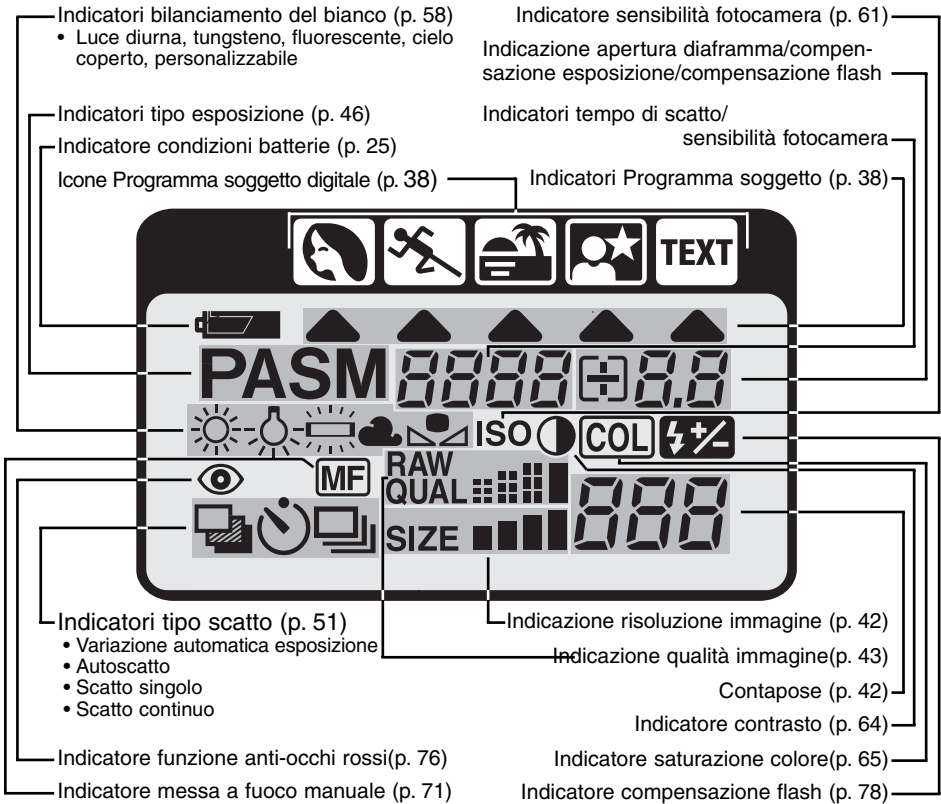 Indicatori bilanciamento del bianco (p. 58)
• Luce diurna, tungsteno, fluorescente, cielo
coperto, personalizzabile
Indicatori tipo esposizione (p. 46)
Indicatore condizioni batterie (p. 25)
Icone Programma soggetto digitale (p. 38)
Indicatore sensibilità fotocamera (p. 61)
Indicazione apertura diaframma/compen-
sazione esposizione/compensazione flash
Indicatori tempo di scatto/
sensibilità fotocamera
Indicatori Programma soggetto (p. 38)
TEXT
PASM 8888 8.8
ISO COL
MF RAW
QUAL
SIZE 888
Indicatori tipo scatto (p. 51)
• Variazione automatica esposizione
• Autoscatto
• Scatto singolo
• Scatto continuo
Indicatore funzione anti-occhi rossi(p. 76)
Indicatore messa a fuoco manuale (p. 71)
Indicazione risoluzione immagine (p. 42)
Indicazione qualità immagine(p. 43)
Contapose (p. 42)
Indicatore contrasto (p. 64)
Indicatore saturazione colore(p. 65)
Indicatore compensazione flash (p. 78)